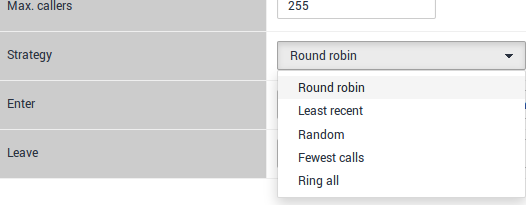 Max. callers
255
Strategy
Round robin
Round robin
Enter
Least recent
Random
Leave
Fewest calls
Ring all